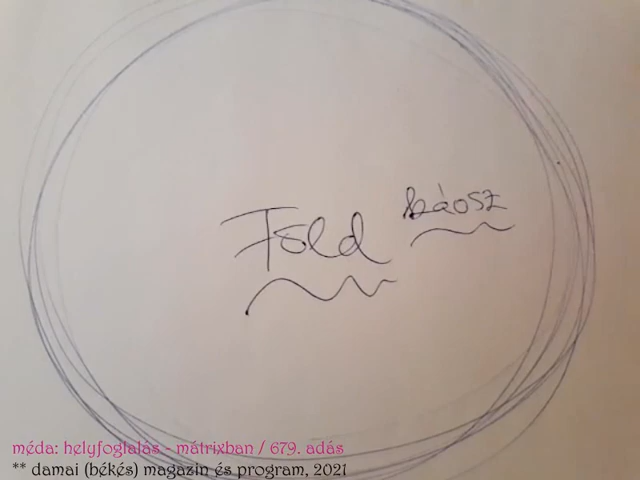 Föld káosz
méda: helyfoglalás - mátrixban / 679. adás
** damai (békés) magazin és program, 2021